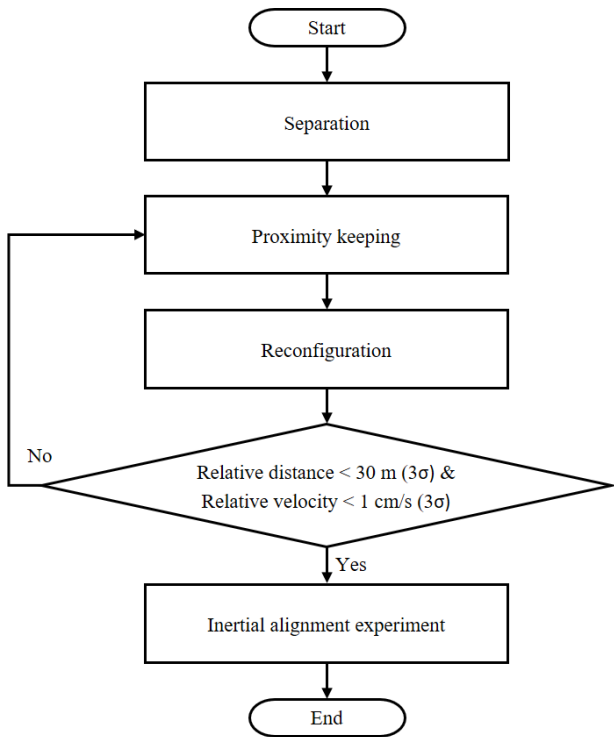 Start
Separation
Proximity keeping
Reconfiguration
No
Relative distance < 30 m (3σ) &
Relative velocity < 1 cm/s (3σ)
Yes
Inertial alignment experiment
End